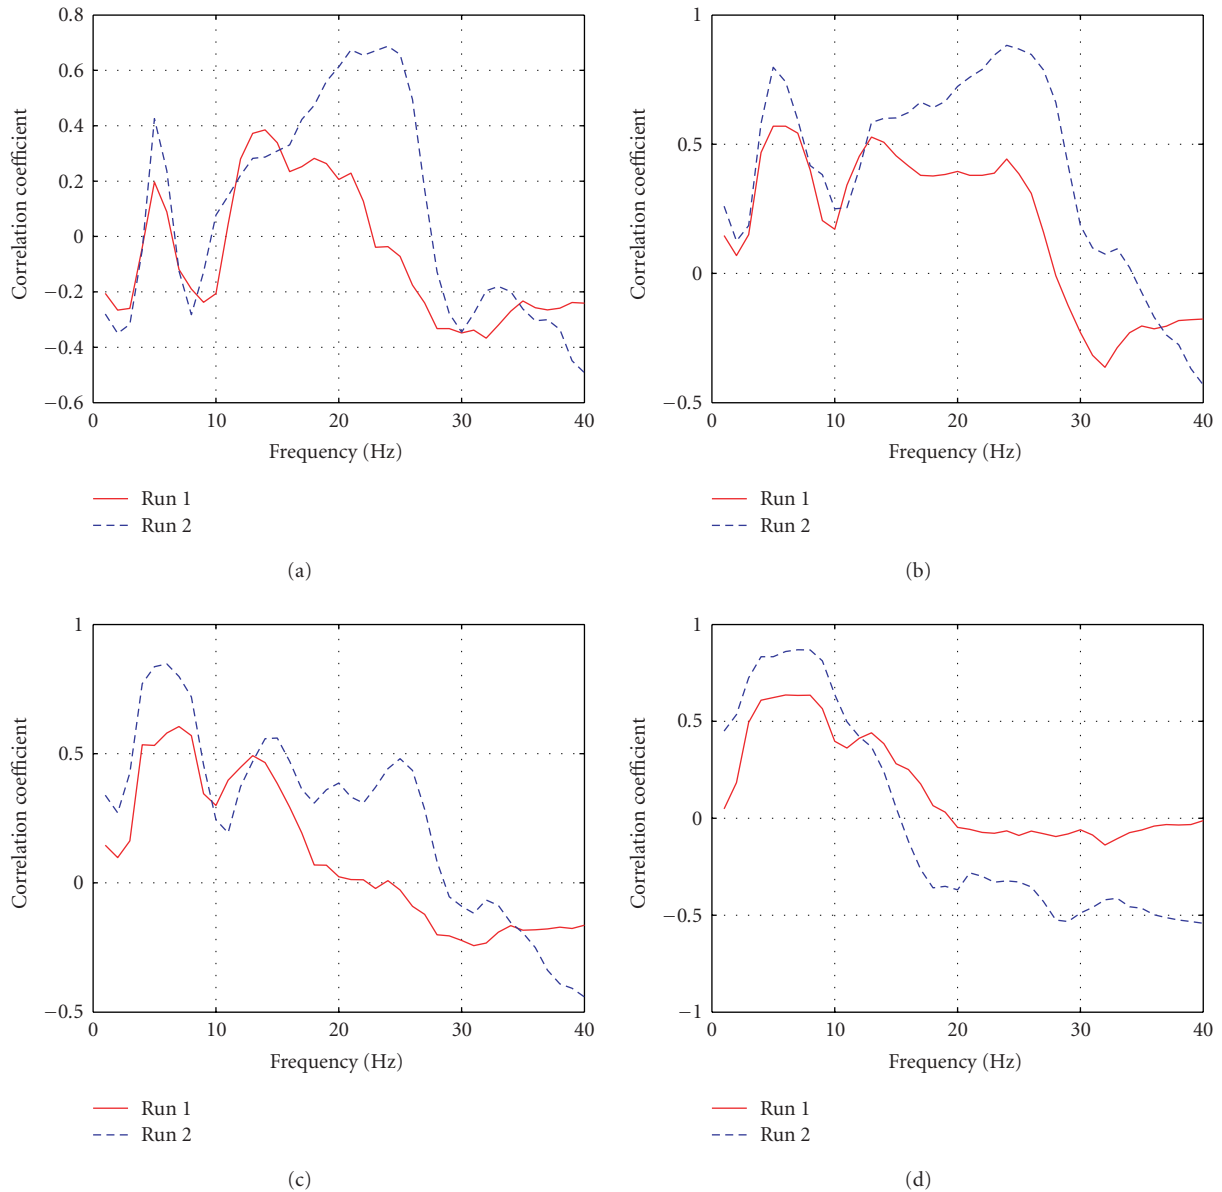 0.8
0.6
0.4
0.2
0
−0.2
−0.4
−0.6
Correlation coefficient
0 10 20 30 40
Frequency (Hz)
Run 1
Run 2
(a)
1
0.5
0
−0.5
Correlation coefficient
0 10 20 30 40
Frequency (Hz)
Run 1
Run 2
(b)
1
0.5
0
−0.5
Correlation coefficient
0 10 20 30 40
Frequency (Hz)
Run 1
Run 2
(c)
1
0.5
0
−0.5
−1
Correlation coefficient
0 10 20 30 40
Frequency (Hz)
Run 1
Run 2
(d)